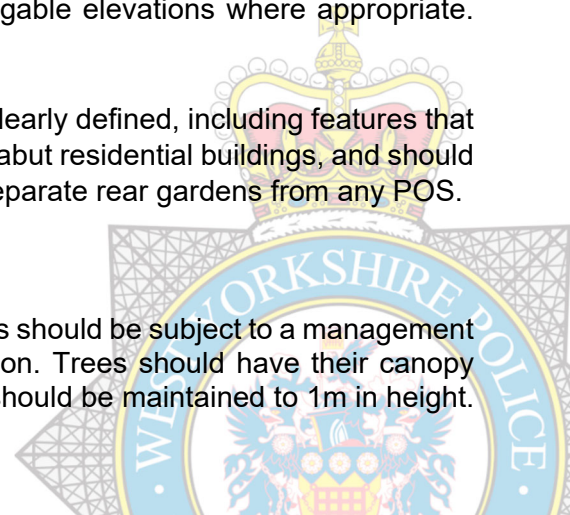 gable elevations where appropriate.
learly defined, including features that
abut residential buildings, and should
eparate rear gardens from any POS.
s should be subject to a management
on. Trees should have their canopy
should be maintained to 1m in height.
WEST YORKSHIRE POLICE